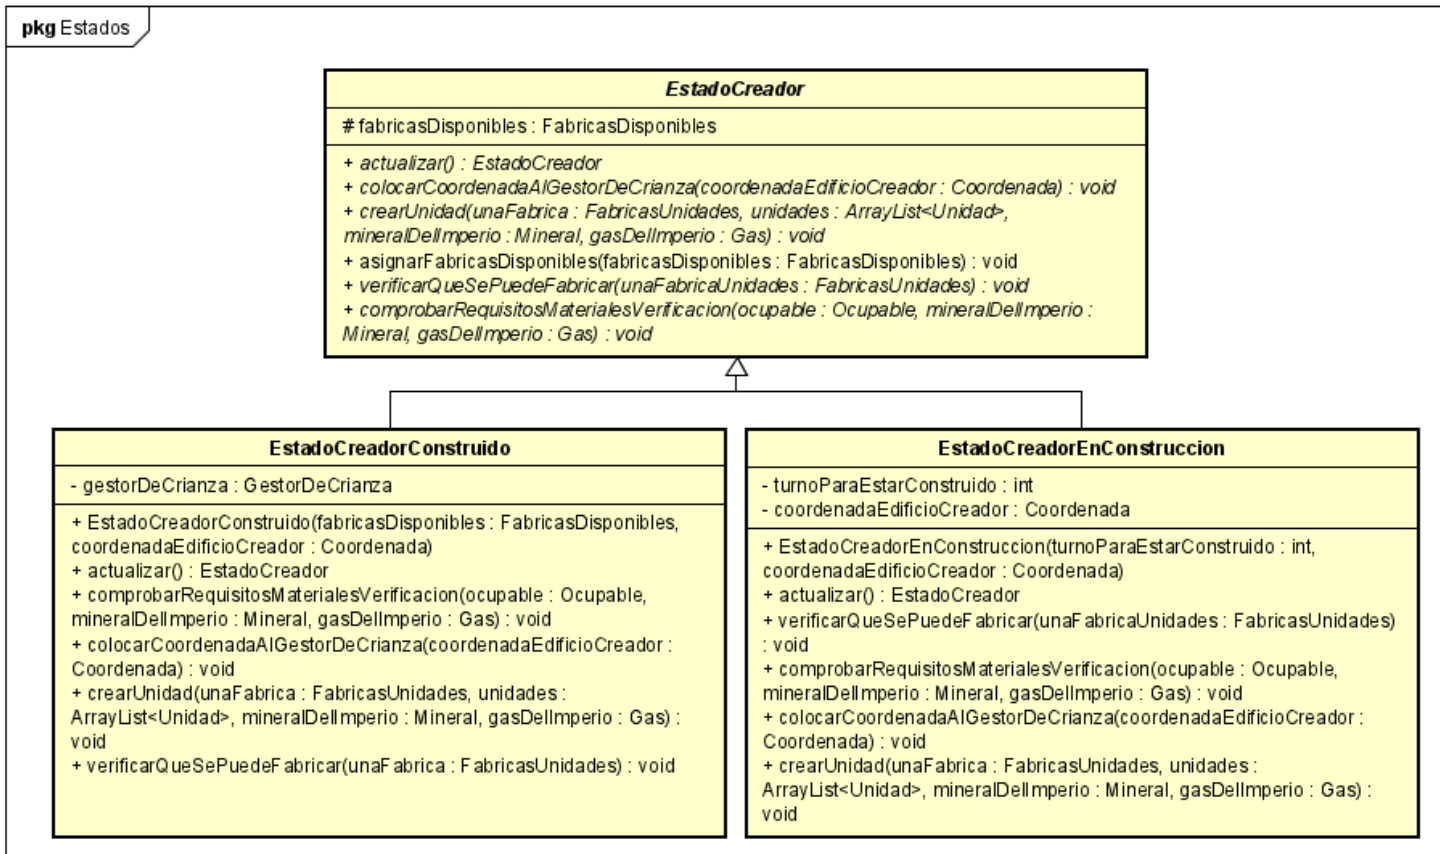 pkg Estados
EstadoCreador
# fabricasDisponibles : FabricasDisponibles
+ actualizar() : EstadoCreador
+ colocarCoordenadaAlGestorDeCrianza(coordenadaEdificioCreador : Coordenada) : void
+ crearUnidad(unaFabrica : FabricasUnidades, unidades : ArrayList<Unidad>,
mineralDelImperio : Mineral, gasDelImperio : Gas) : void
+ asignarFabricasDisponibles(fabricasDisponibles : FabricasDisponibles) : void
+ verificarQueSePuedeFabricar(unaFabricaUnidades : FabricasUnidades) : void
+ comprobarRequisitosMaterialesVerificacion(ocupable : Ocupable, mineralDelImperio :
Mineral, gasDelImperio : Gas) : void
EstadoCreadorConstruido
- gestorDeCrianza : GestorDeCrianza
+ EstadoCreadorConstruido(fabricasDisponibles : FabricasDisponibles,
coordenadaEdificioCreador : Coordenada)
+ actualizar() : EstadoCreador
+ comprobarRequisitosMaterialesVerificacion(ocupable : Ocupable,
mineralDelImperio : Mineral, gasDelImperio : Gas) : void
+ colocarCoordenadaAlGestorDeCrianza(coordenadaEdificioCreador :
Coordenada) : void
+ crearUnidad(unaFabrica : FabricasUnidades, unidades :
ArrayList<Unidad>, mineralDelImperio : Mineral, gasDelImperio : Gas) :
void
+ verificarQueSePuedeFabricar(unaFabrica : FabricasUnidades) : void
EstadoCreadorEnConstruccion
- turnoParaEstarConstruido : int
- coordenadaEdificioCreador : Coordenada
+ EstadoCreadorEnConstruccion(turnoParaEstarConstruido : int,
coordenadaEdificioCreador : Coordenada)
+ actualizar() : EstadoCreador
+ verificarQueSePuedeFabricar(unaFabricaUnidades : FabricasUnidades)
: void
+ comprobarRequisitosMaterialesVerificacion(ocupable : Ocupable,
mineralDelImperio : Mineral, gasDelImperio : Gas) : void
+ colocarCoordenadaAlGestorDeCrianza(coordenadaEdificioCreador :
Coordenada) : void
+ crearUnidad(unaFabrica : FabricasUnidades, unidades :
ArrayList<Unidad>, mineralDelImperio : Mineral, gasDelImperio : Gas) :
void